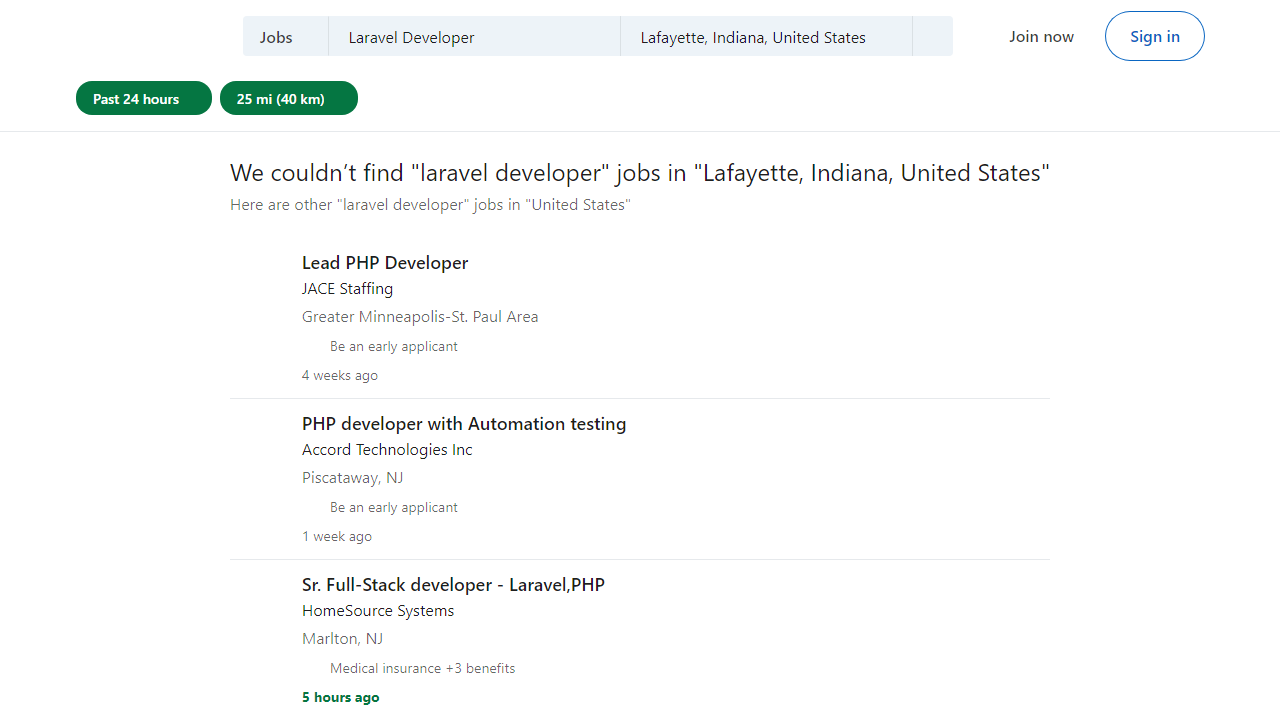 Jobs
Laravel Developer
Lafayette, Indiana, United States
Join now
Sign in
Past 24 hours
25 mi (40 km)
We couldn’t find "laravel developer" jobs in "Lafayette, Indiana, United States"
Here are other "laravel developer" jobs in "United States"
Lead PHP Developer
JACE Staffing
Greater Minneapolis-St. Paul Area
Be an early applicant
4 weeks ago
PHP developer with Automation testing
Accord Technologies Inc
Piscataway, NJ
Be an early applicant
1 week ago
Sr. Full-Stack developer - Laravel,PHP
HomeSource Systems
Marlton, NJ
Medical insurance +3 benefits
5 hours ago